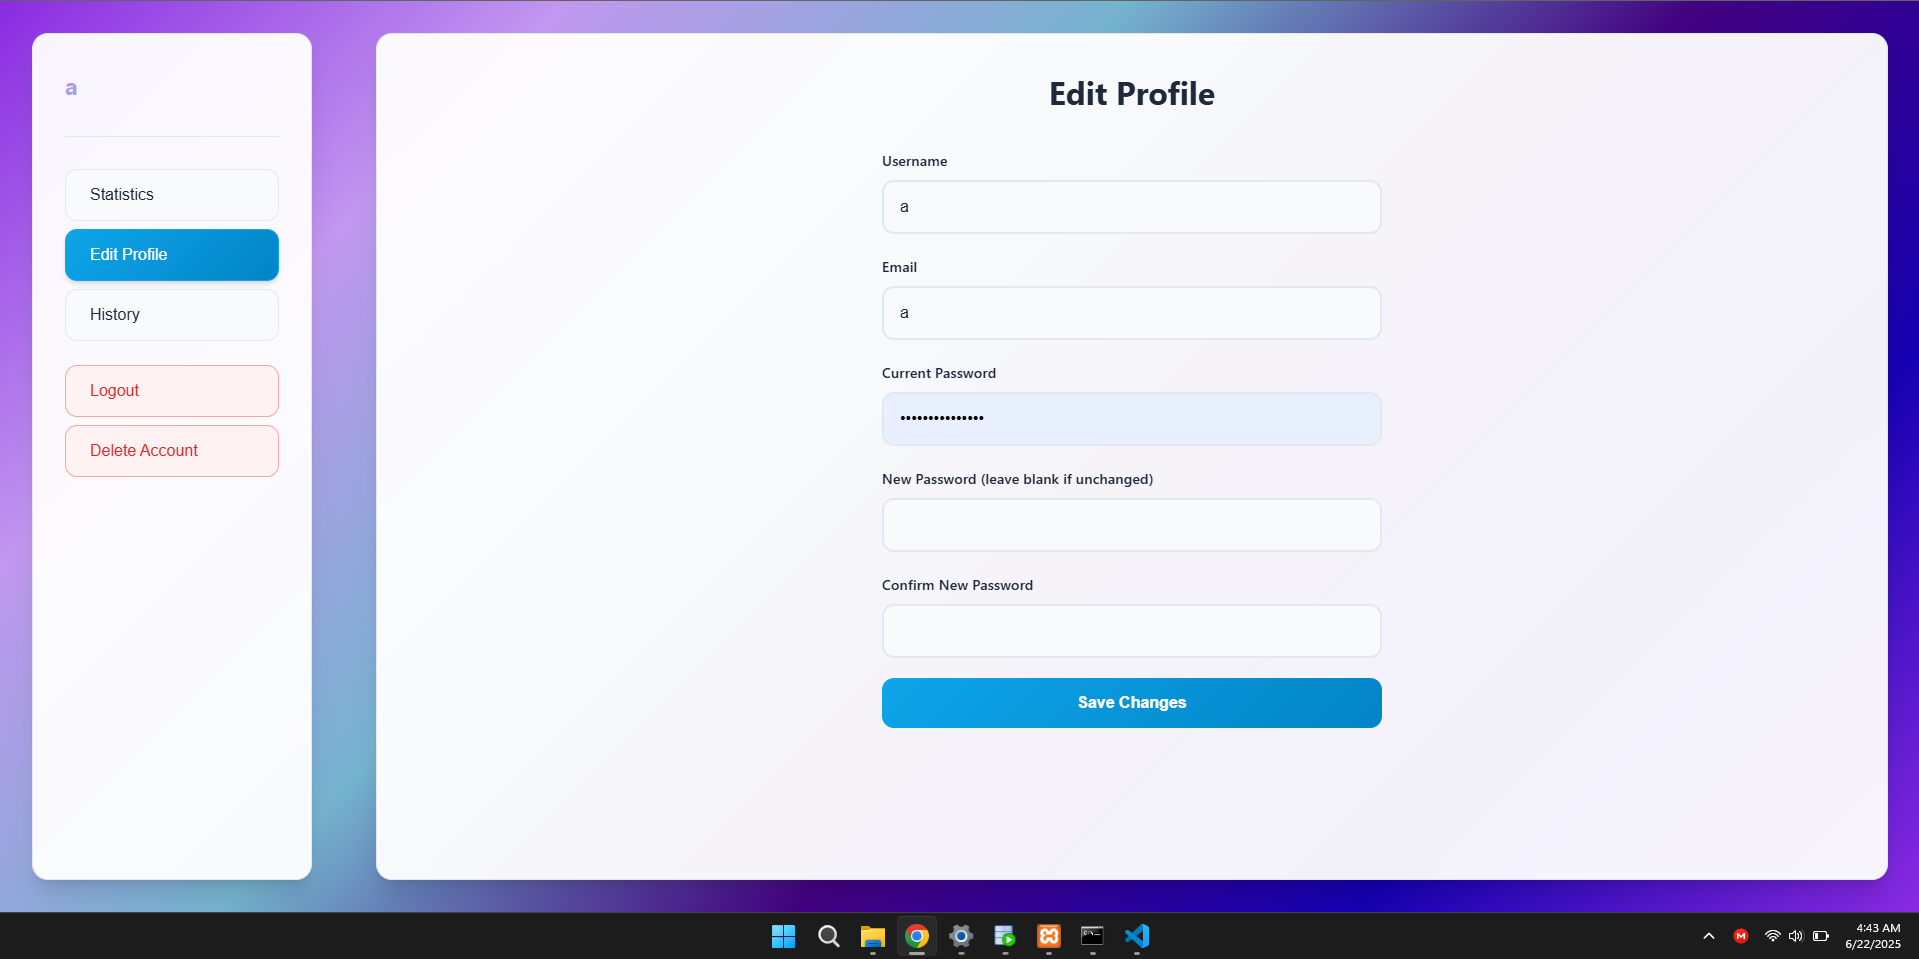 a
Statistics
Edit Profile
History
Logout
Delete Account
Edit Profile
Username
a
Email
a
Current Password
•••••••••••••••
New Password (leave blank if unchanged)
Confirm New Password
Save Changes
4:43 AM
6/22/2025